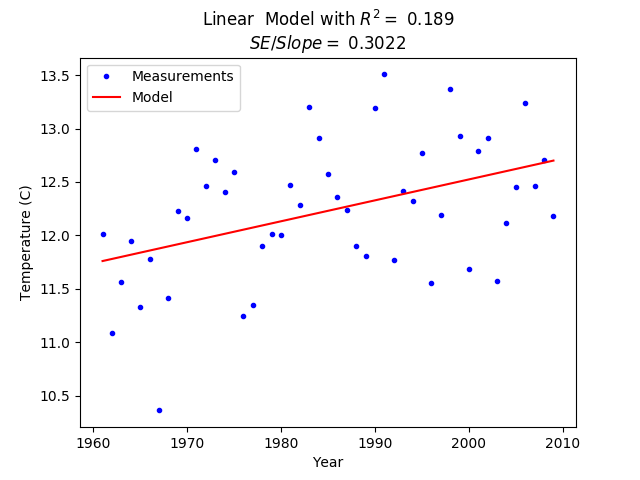 Linear  Model with R² = 0.189
SE/Slope = 0.3022
Measurements
Model
Temperature (C)
13.5
13.0
12.5
12.0
11.5
11.0
10.5
1960 1970 1980 1990 2000 2010
Year